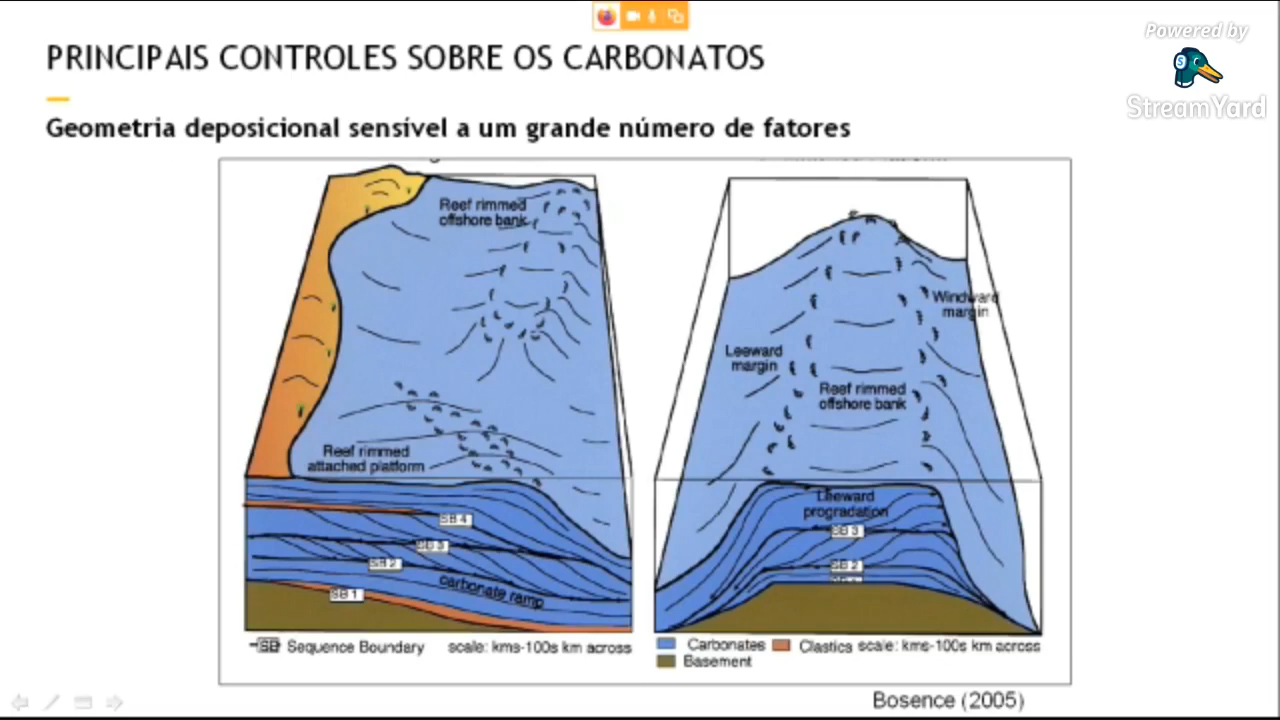 Powered by
StreamYard
PRINCIPAIS CONTROLES SOBRE OS CARBONATOS
Geometria deposicional sensível a um grande número de fatores
Reef rimmed
offshore bank
Reef rimmed
attached platform
SB 4
SB 3
SB 2
SB 1
carbonate ramp
SB Sequence Boundary
scale: kms-100s km across
Windward
margin
Leeward
margin
Reef rimmed
offshore bank
Leeward
progradation
SB 3
SB 2
Carbonates
Clastics
scale: kms-100s km across
Basement
Bosence (2005)